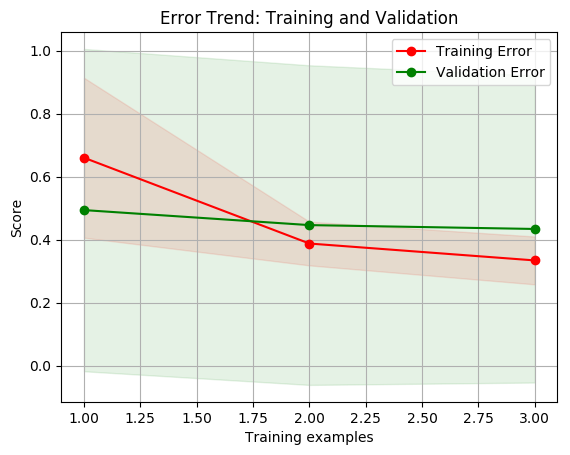 Error Trend: Training and Validation
Training Error
Validation Error
1.0
0.8
0.6
0.4
0.2
0.0
Score
1.00 1.25 1.50 1.75 2.00 2.25 2.50 2.75 3.00
Training examples